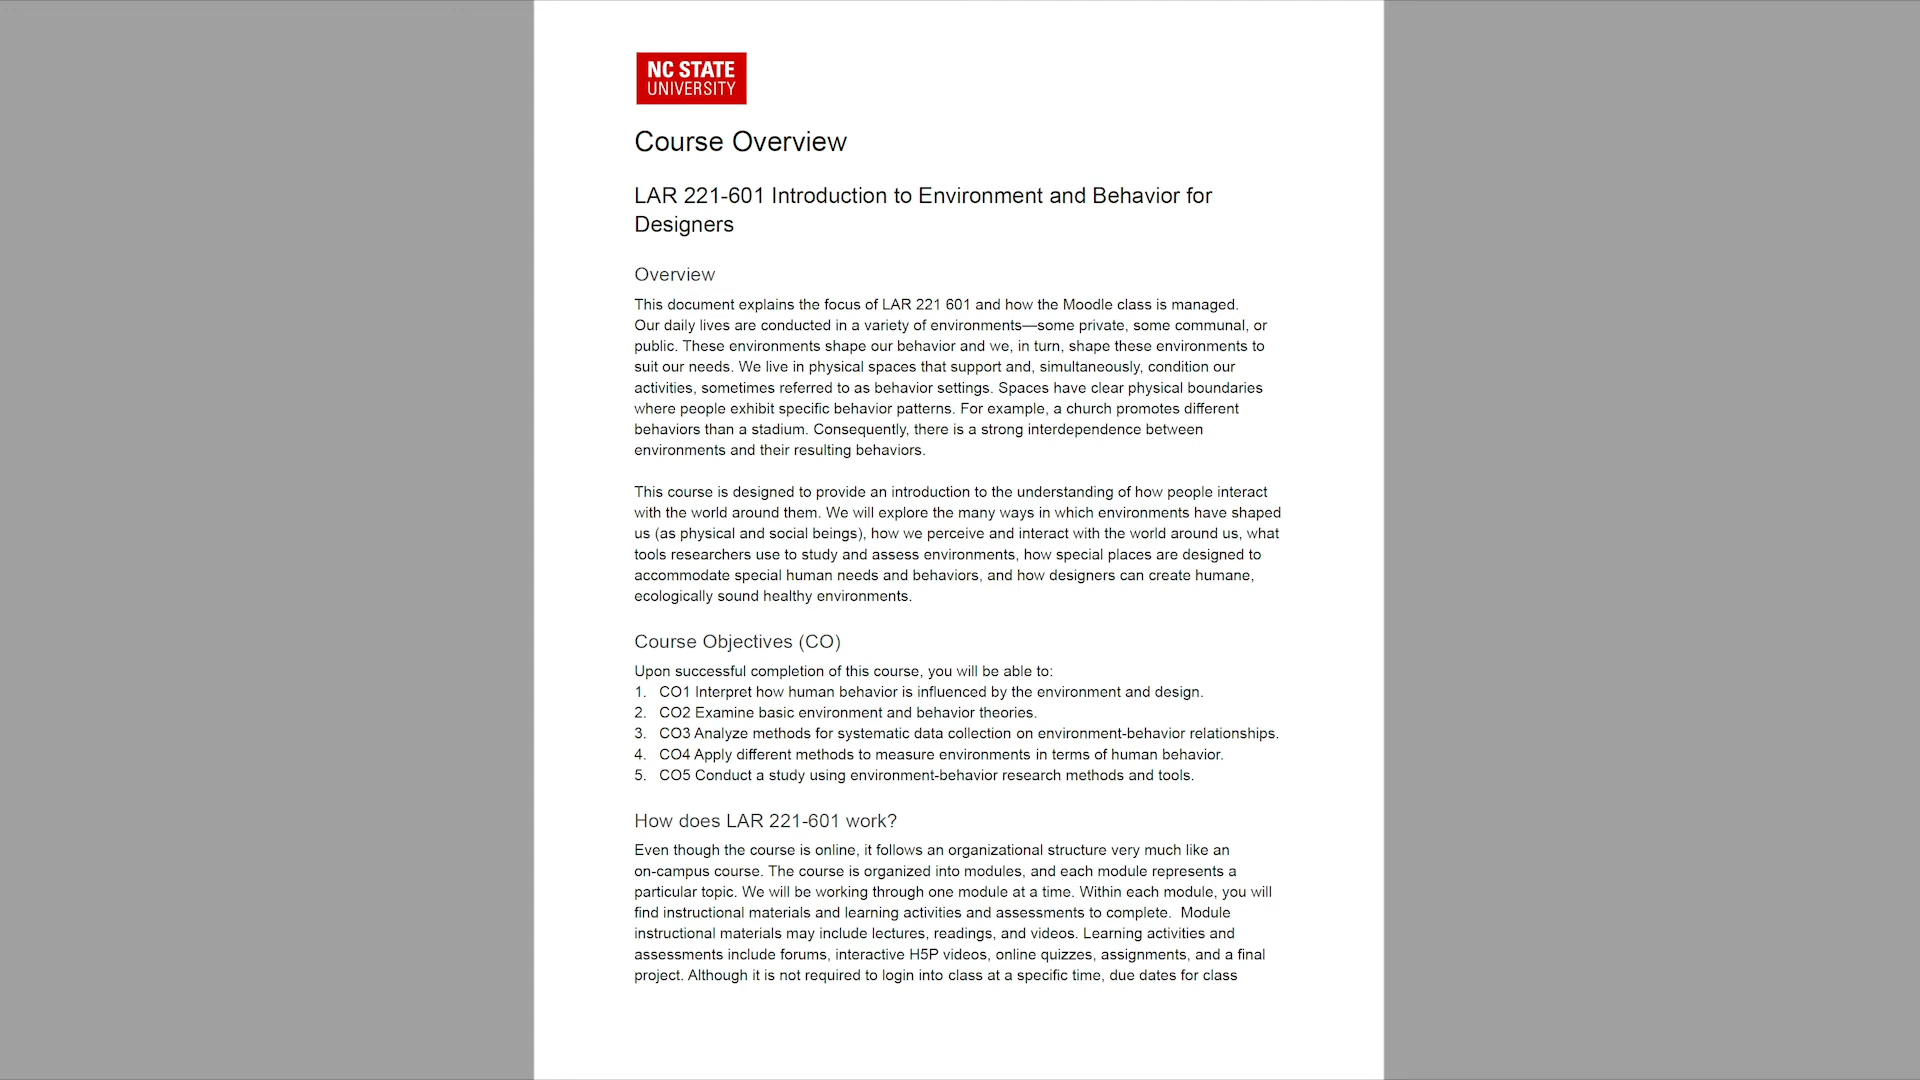 NC STATE
UNIVERSITY
Course Overview
LAR 221-601 Introduction to Environment and Behavior for
Designers
Overview
This document explains the focus of LAR 221 601 and how the Moodle class is managed.
Our daily lives are conducted in a variety of environments—some private, some communal, or
public. These environments shape our behavior and we, in turn, shape these environments to
suit our needs. We live in physical spaces that support and, simultaneously, condition our
activities, sometimes referred to as behavior settings. Spaces have clear physical boundaries
where people exhibit specific behavior patterns. For example, a church promotes different
behaviors than a stadium. Consequently, there is a strong interdependence between
environments and their resulting behaviors.
This course is designed to provide an introduction to the understanding of how people interact
with the world around them. We will explore the many ways in which environments have shaped
us (as physical and social beings), how we perceive and interact with the world around us, what
tools researchers use to study and assess environments, how special places are designed to
accommodate special human needs and behaviors, and how designers can create humane,
ecologically sound healthy environments.
Course Objectives (CO)
Upon successful completion of this course, you will be able to:
1. CO1 Interpret how human behavior is influenced by the environment and design.
2. CO2 Examine basic environment and behavior theories.
3. CO3 Analyze methods for systematic data collection on environment-behavior relationships.
4. CO4 Apply different methods to measure environments in terms of human behavior.
5. CO5 Conduct a study using environment-behavior research methods and tools.
How does LAR 221-601 work?
Even though the course is online, it follows an organizational structure very much like an
on-campus course. The course is organized into modules, and each module represents a
particular topic. We will be working through one module at a time. Within each module, you will
find instructional materials and learning activities and assessments to complete.  Module
instructional materials may include lectures, readings, and videos. Learning activities and
assessments include forums, interactive H5P videos, online quizzes, assignments, and a final
project. Although it is not required to login into class at a specific time, due dates for class